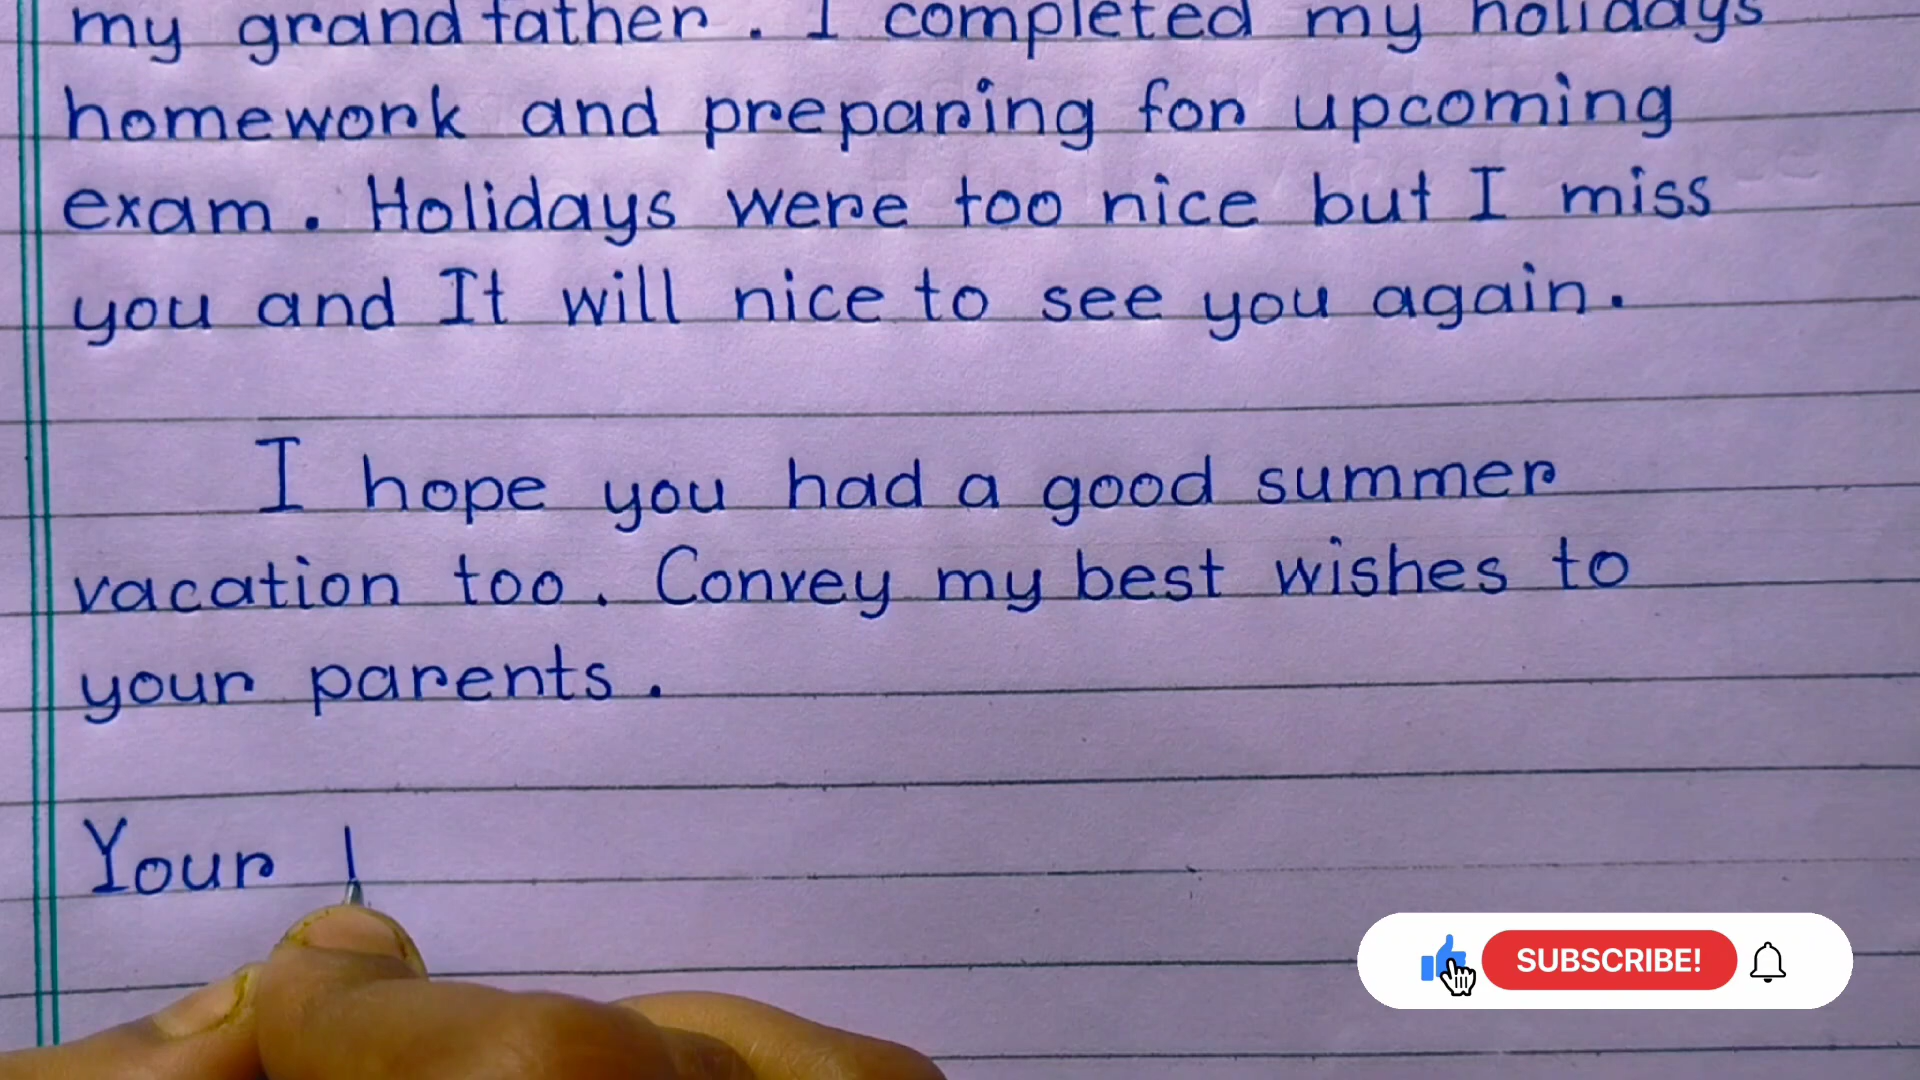 my grand father. I completed my holidays
homework and preparing for upcoming
exam. Holidays were too nice but I miss
you and It will nice to see you again.
I hope you had a good summer
vacation too. Convey my best wishes to
your parents.
Your
SUBSCRIBE!